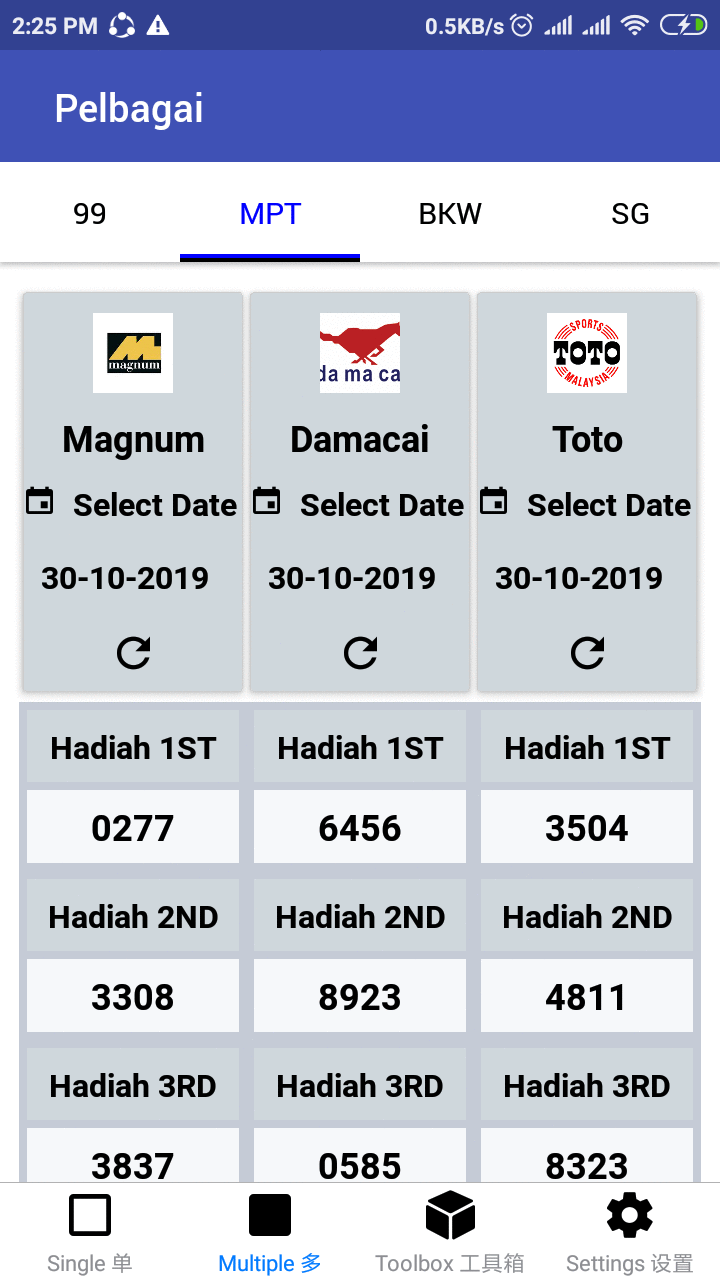 2:25 PM 0.5KB/s
Pelbagai
99 MPT BKW SG
magnum da ma ca SPORTS TOTO MALAYSIA
Magnum Damacai Toto
Select Date Select Date Select Date
30-10-2019 30-10-2019 30-10-2019
Hadiah 1ST Hadiah 1ST Hadiah 1ST
0277 6456 3504
Hadiah 2ND Hadiah 2ND Hadiah 2ND
3308 8923 4811
Hadiah 3RD Hadiah 3RD Hadiah 3RD
3837 0585 8323
Single 单 Multiple 多 Toolbox 工具箱 Settings 设置